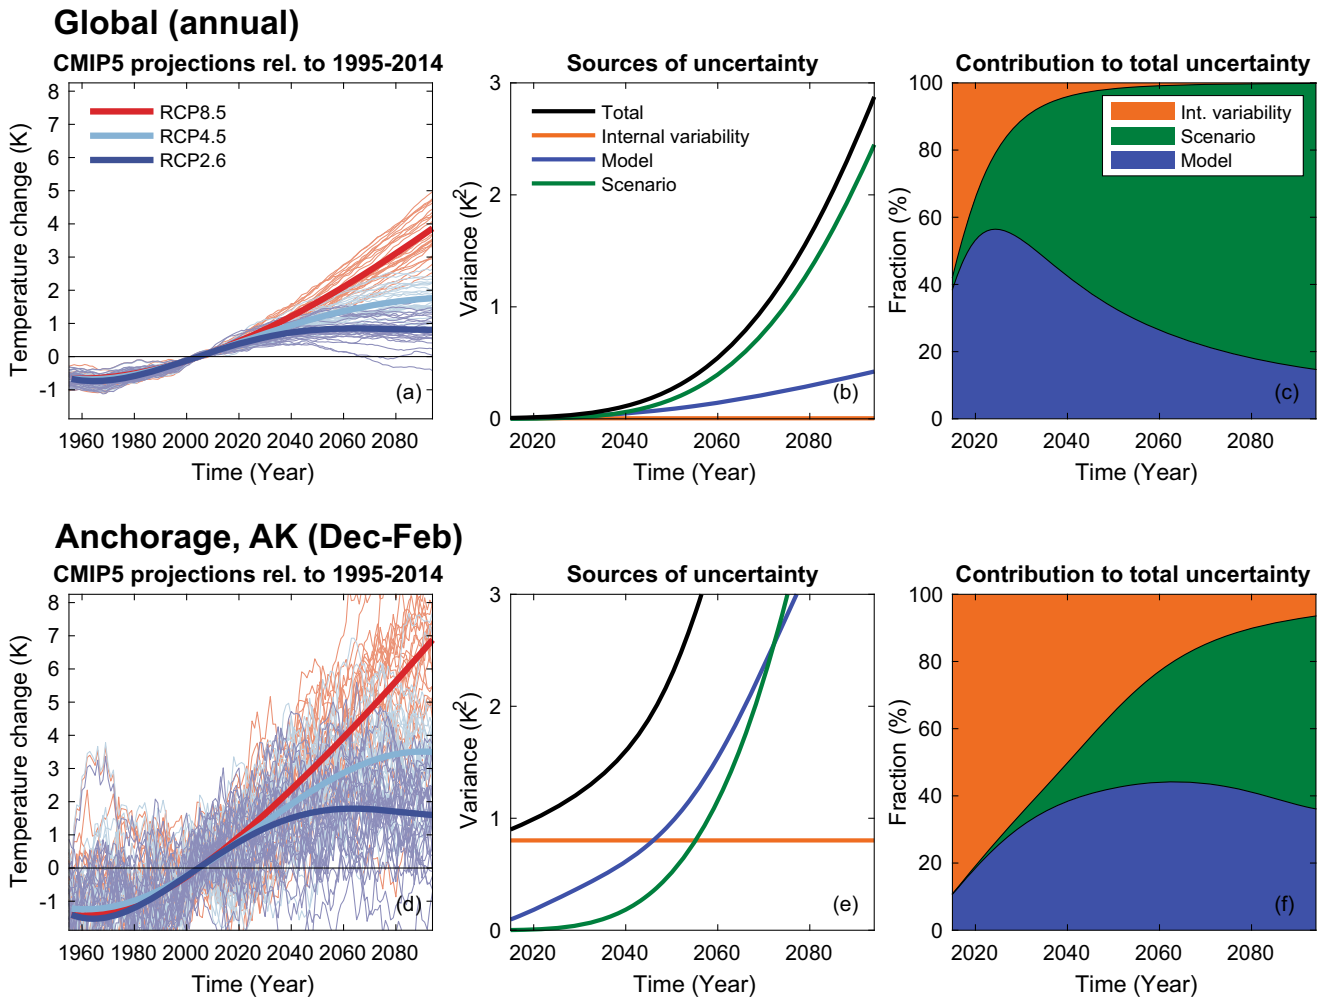 Global (annual)
CMIP5 projections rel. to 1995-2014
Sources of uncertainty
Contribution to total uncertainty
Temperature change (K)
8
7
6
5
4
3
2
1
0
-1
RCP8.5
RCP4.5
RCP2.6
(a)
1960 1980 2000 2020 2040 2060 2080
Time (Year)
Variance (K2)
3
2
1
0
Total
Internal variability
Model
Scenario
(b)
2020 2040 2060 2080
Time (Year)
Fraction (%)
100
80
60
40
20
0
Int. variability
Scenario
Model
(c)
2020 2040 2060 2080
Time (Year)
Anchorage, AK (Dec-Feb)
CMIP5 projections rel. to 1995-2014
Sources of uncertainty
Contribution to total uncertainty
Temperature change (K)
8
7
6
5
4
3
2
1
0
-1
(d)
1960 1980 2000 2020 2040 2060 2080
Time (Year)
Variance (K2)
3
2
1
0
(e)
2020 2040 2060 2080
Time (Year)
Fraction (%)
100
80
60
40
20
0
(f)
2020 2040 2060 2080
Time (Year)